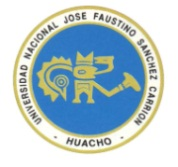 UNIVERSIDAD NACIONAL JOSE FAUSTINO SANCHEZ CARRION
- HUACHO -